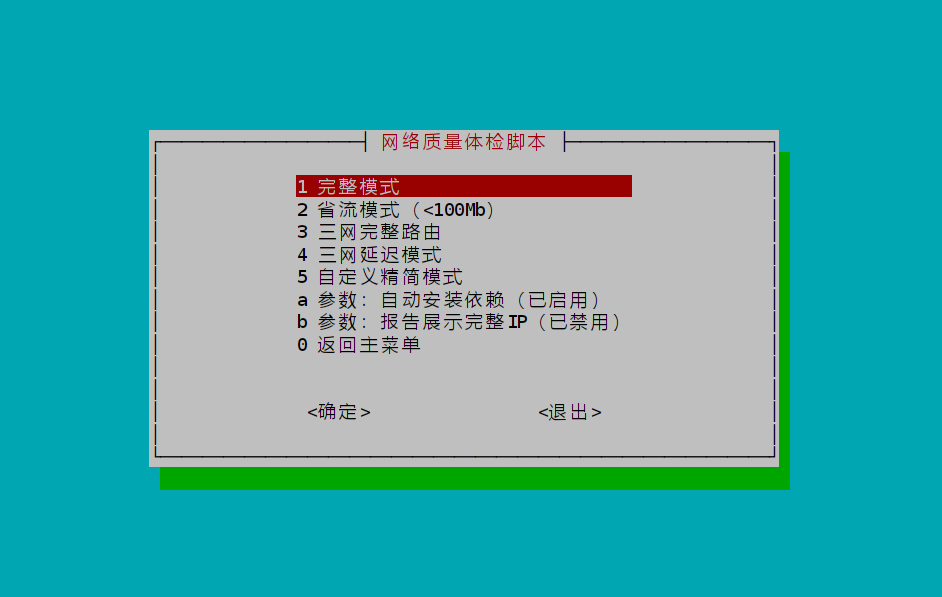 网络质量体检脚本
1 完整模式
2 省流模式（<100Mb）
3 三网完整路由
4 三网延迟模式
5 自定义精简模式
a 参数：自动安装依赖（已启用）
b 参数：报告展示完整IP（已禁用）
0 返回主菜单
<确定> <退出>